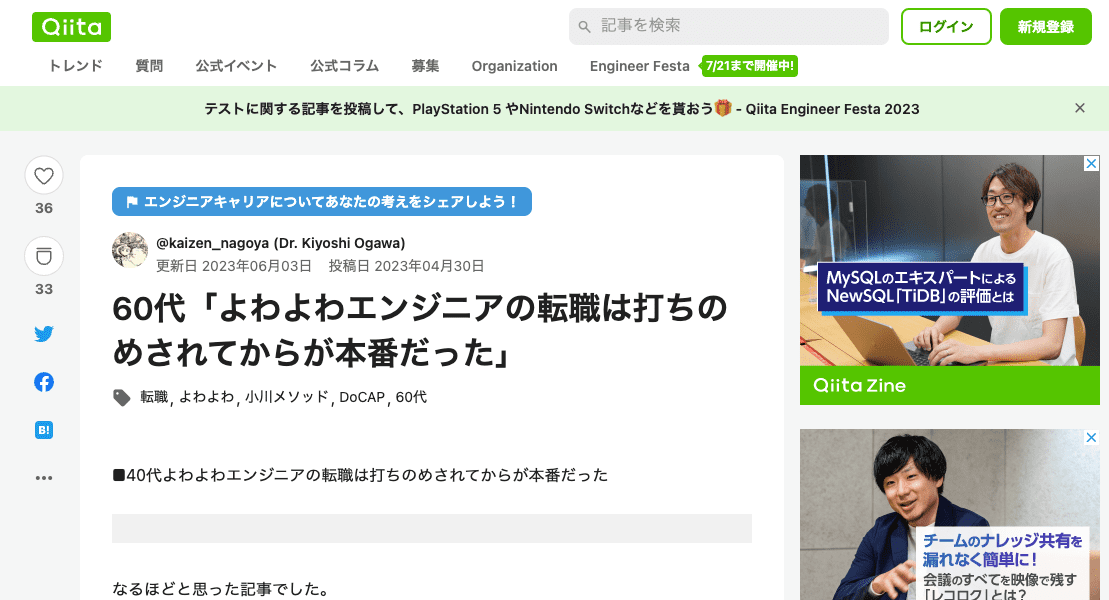 Qiita
記事を検索
ログイン
新規登録
トレンド 質問 公式イベント 公式コラム 募集 Organization Engineer Festa 7/21まで開催中!
テストに関する記事を投稿して、PlayStation 5 やNintendo Switchなどを貰おう🎁 - Qiita Engineer Festa 2023
36
33
B!
エンジニアキャリアについてあなたの考えをシェアしよう！
@kaizen_nagoya (Dr. Kiyoshi Ogawa)
更新日 2023年06月03日 投稿日 2023年04月30日
60代「よわよわエンジニアの転職は打ちの
めされてからが本番だった」
転職, よわよわ, 小川メソッド, DoCAP, 60代
■40代よわよわエンジニアの転職は打ちのめされてからが本番だった
なるほどと思った記事でした。
MySQLのエキスパートによる
NewSQL「TiDB」の評価とは
Qiita Zine
チームのナレッジ共有を
漏れなく簡単に!
会議のすべてを映像で残す
「レコロク」とは?